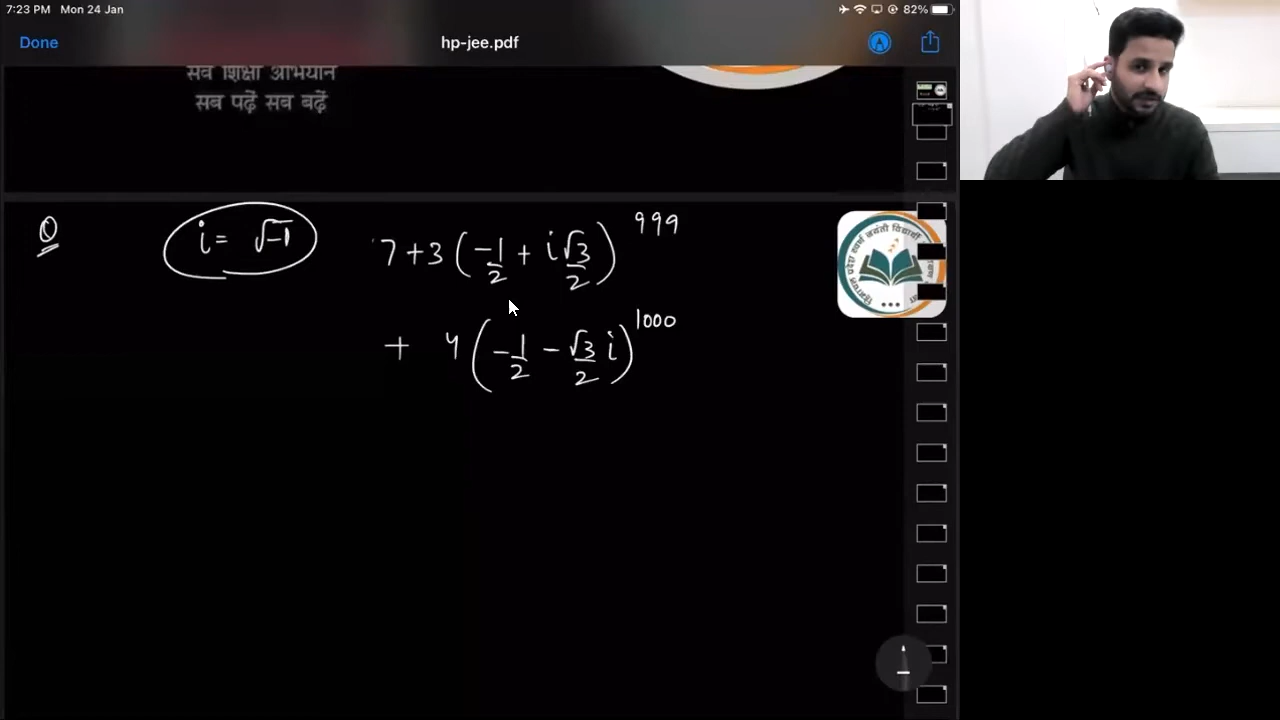 7:23 PM Mon 24 Jan
82%
Done
hp-jee.pdf
सर्व शिक्षा अभियान
सब पढ़ें सब बढ़ें
Q i = √-1 7+3(-1/2 + i√3/2)^999
+ 4(-1/2 - √3/2 i)^1000